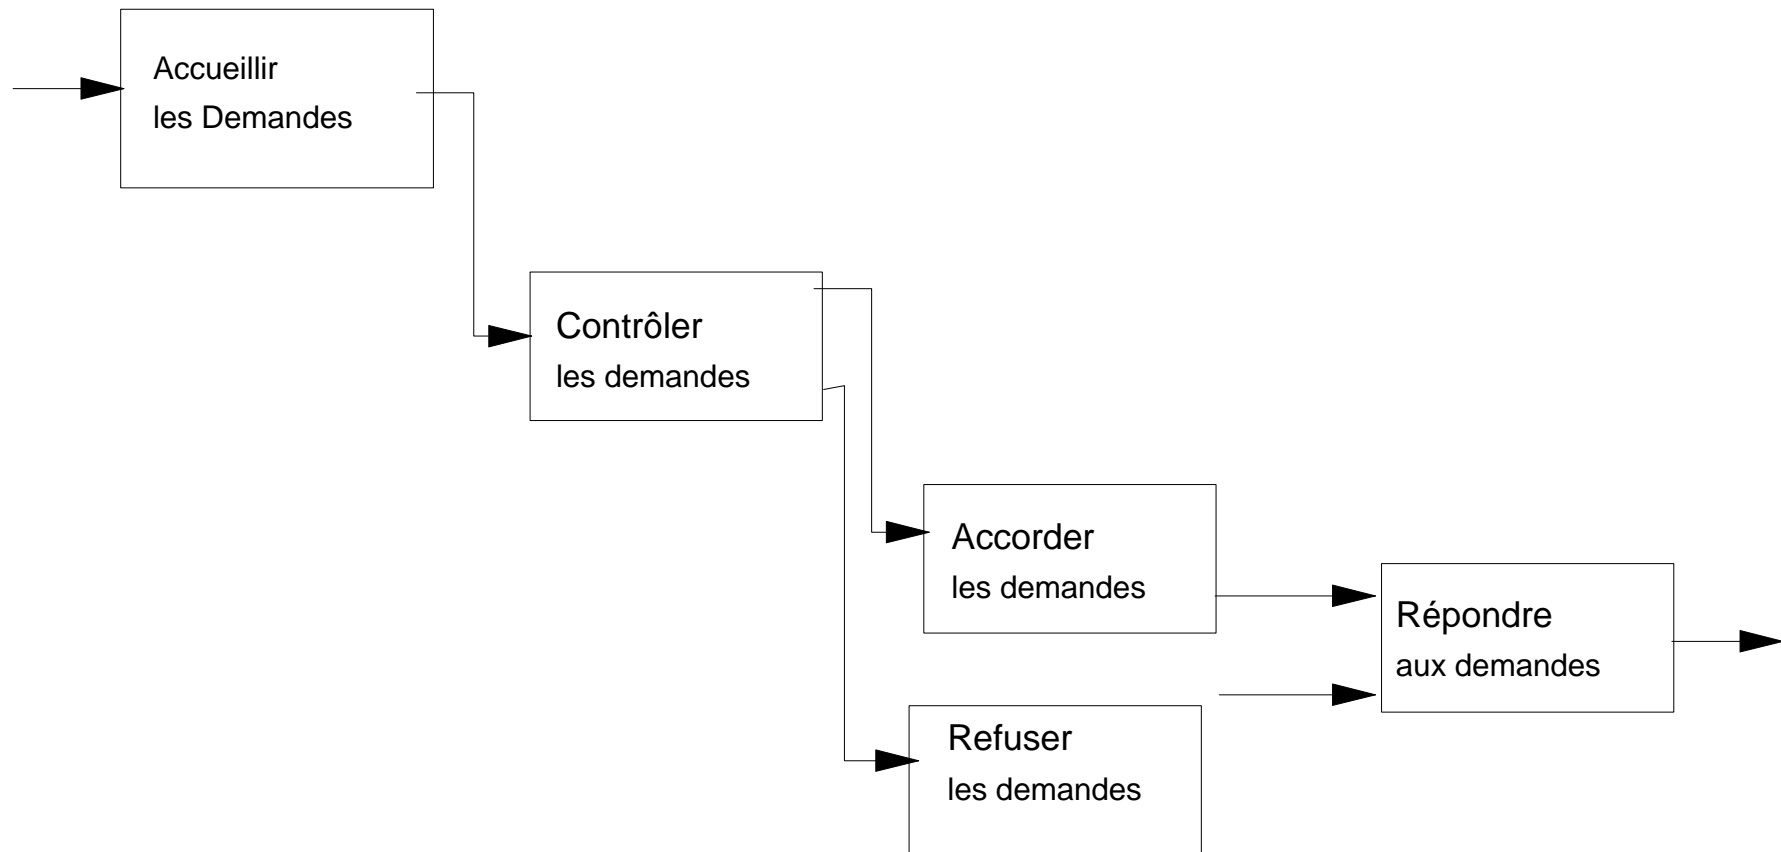 Accueillir
les Demandes
Contrôler
les demandes
Accorder
les demandes
Répondre
aux demandes
Refuser
les demandes